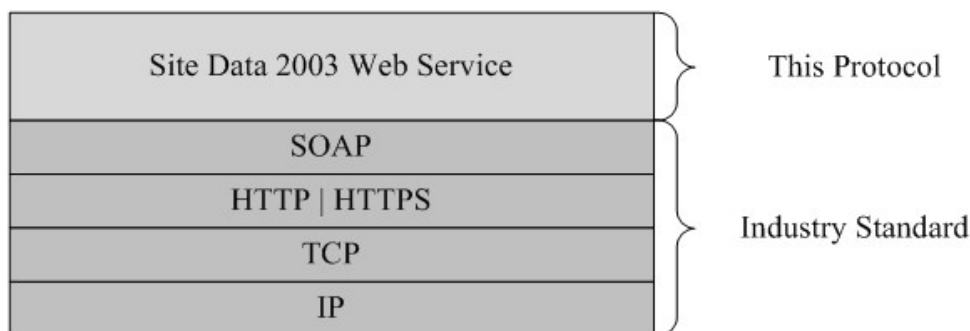 Site Data 2003 Web Service
This Protocol
SOAP
HTTP | HTTPS
TCP
IP
Industry Standard